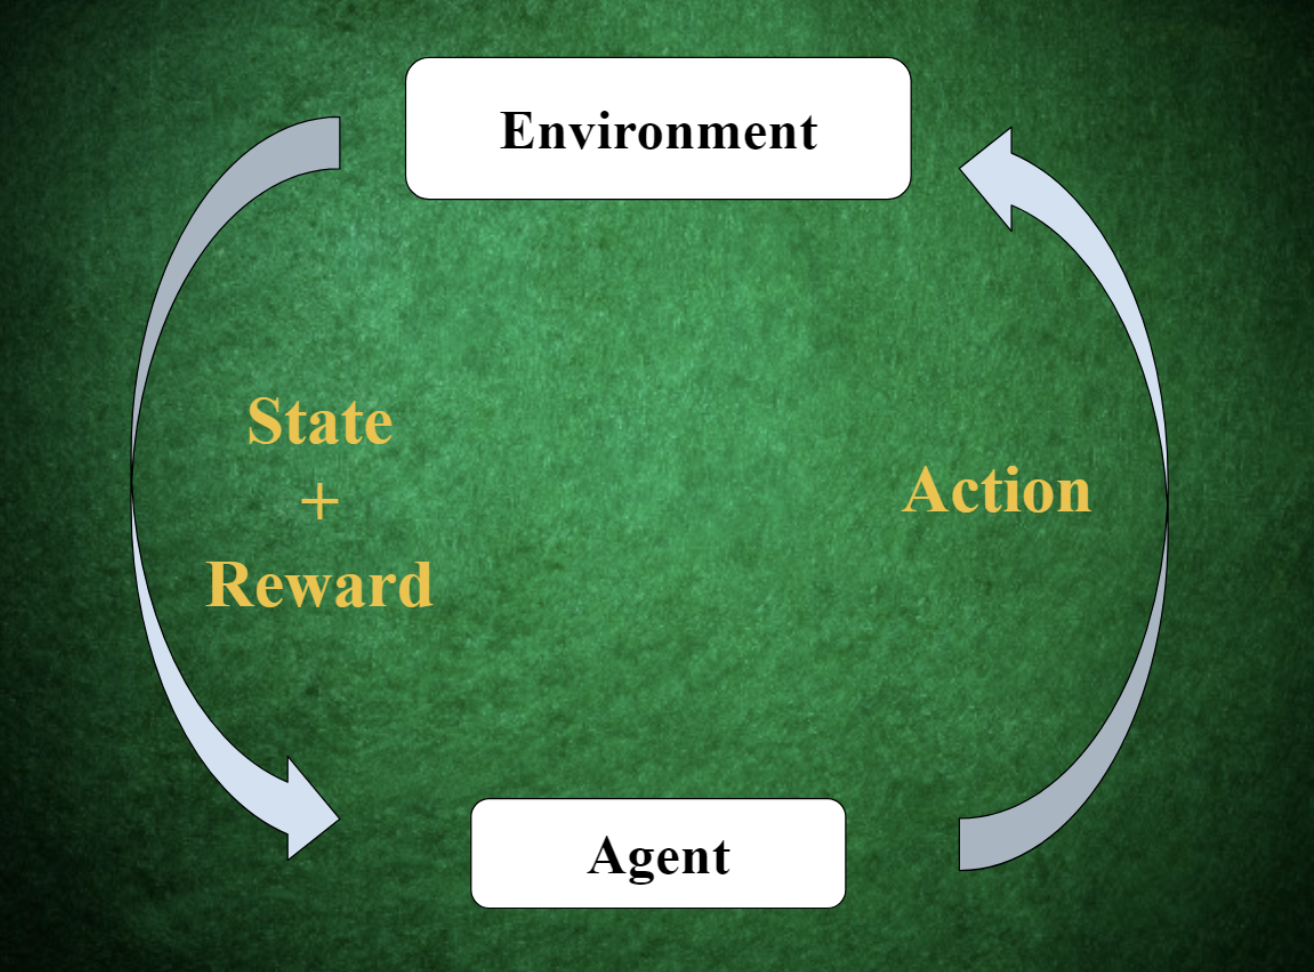 Environment
State
+
Reward
Action
Agent